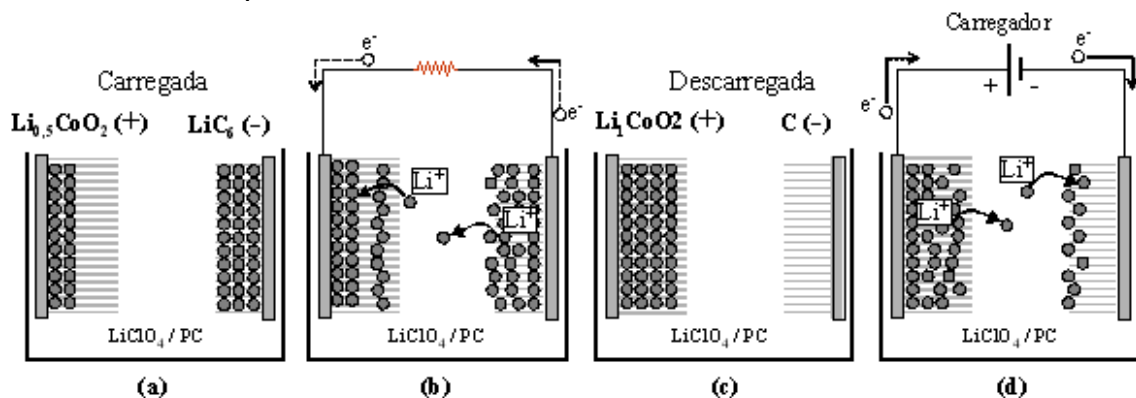 e⁻
e⁻
Carregador
e⁻
e⁻
+ -
Carregada
Li₀,₅CoO₂ (+) LiC₆ (–)
Descarregada
Li₁CoO2 (+) C (–)
Li⁺
Li⁺
Li⁺
Li⁺
LiClO₄ / PC
LiClO₄ / PC
LiClO₄ / PC
LiClO₄ / PC
(a)
(b)
(c)
(d)